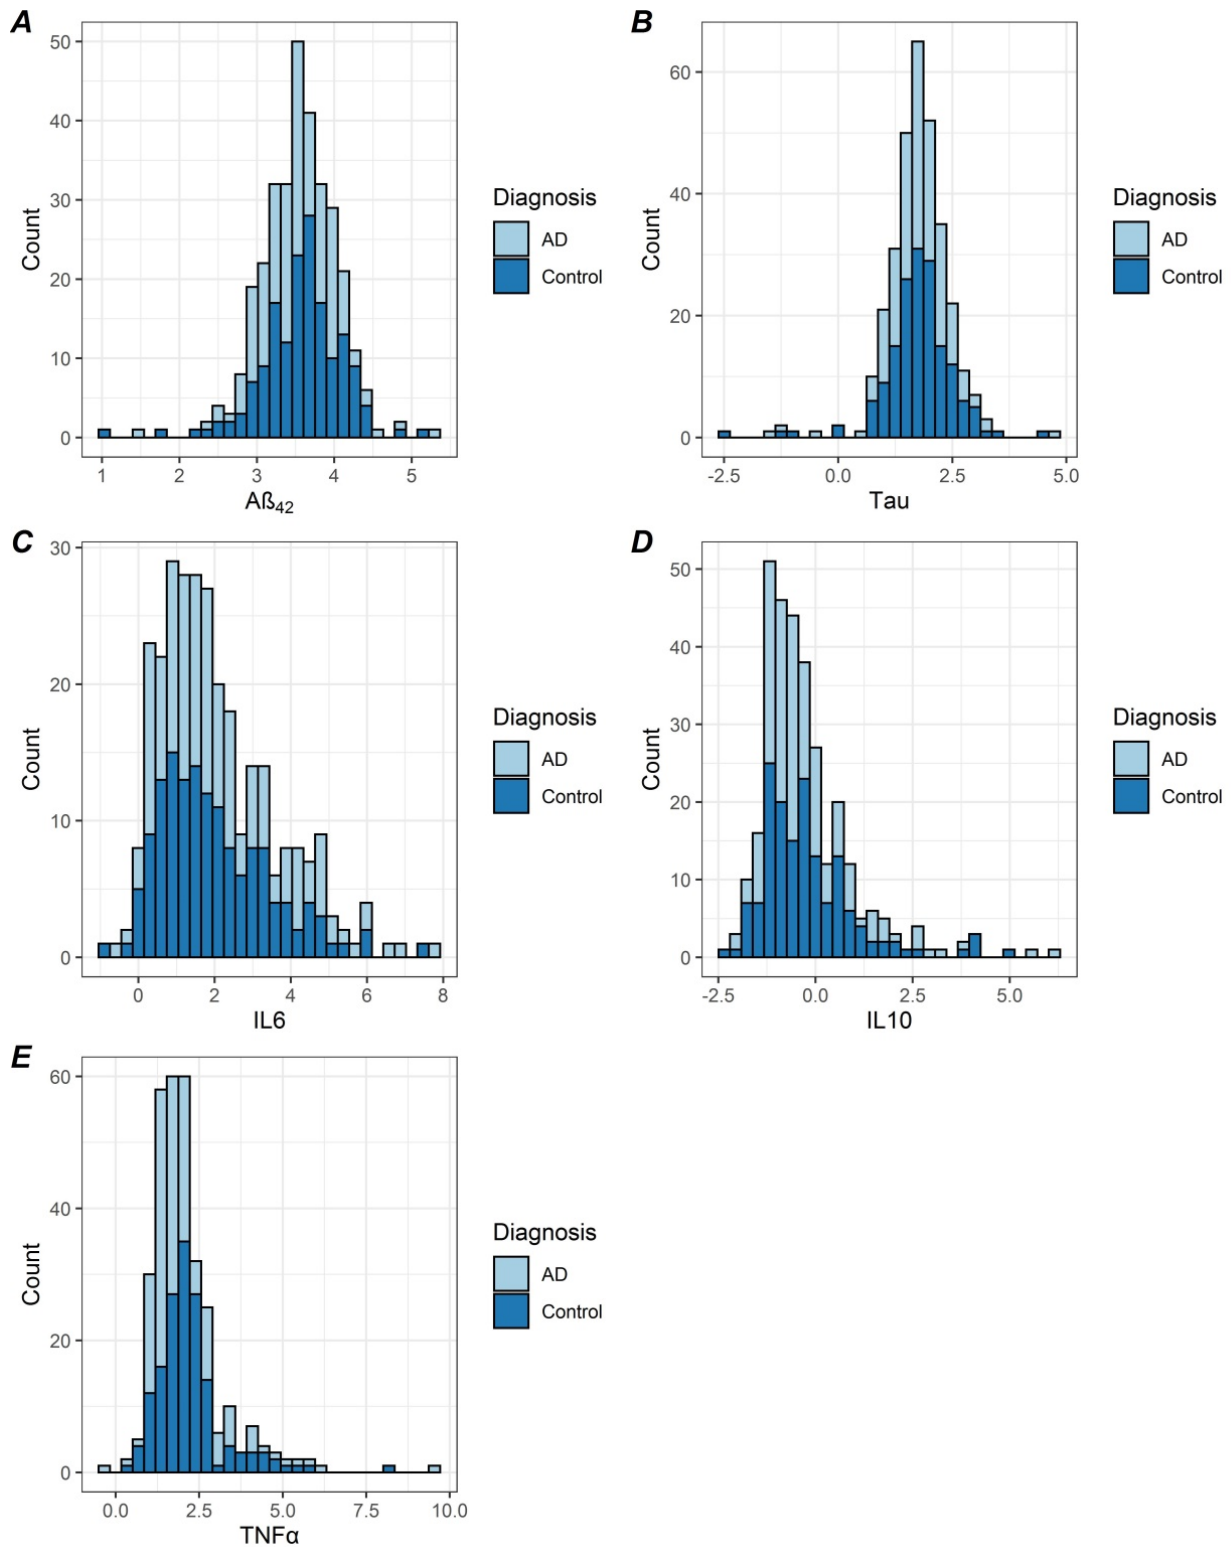 A
50
40
30
20
10
0
Count
1 2 3 4 5
Aß42
Diagnosis
AD
Control
B
60
40
20
0
Count
-2.5 0.0 2.5 5.0
Tau
Diagnosis
AD
Control
C
30
20
10
0
Count
0 2 4 6 8
IL6
Diagnosis
AD
Control
D
50
40
30
20
10
0
Count
-2.5 0.0 2.5 5.0
IL10
Diagnosis
AD
Control
E
60
40
20
0
Count
0.0 2.5 5.0 7.5 10.0
TNFα
Diagnosis
AD
Control